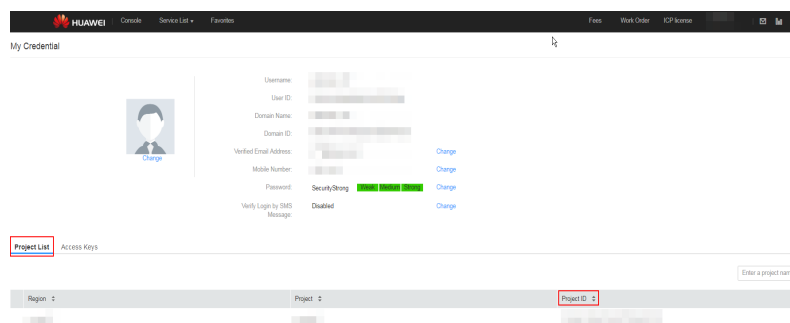 HUAWEI Console Service List Favorites Fees Work Order ICP license
My Credential
Username:
User ID:
Domain Name:
Domain ID:
Verified Email Address: Change
Mobile Number: Change
Change
Password: SecurityStrong Weak Medium Strong Change
Verify Login by SMS Message: Disabled Change
Project List Access Keys
Enter a project nam
Region Project Project ID